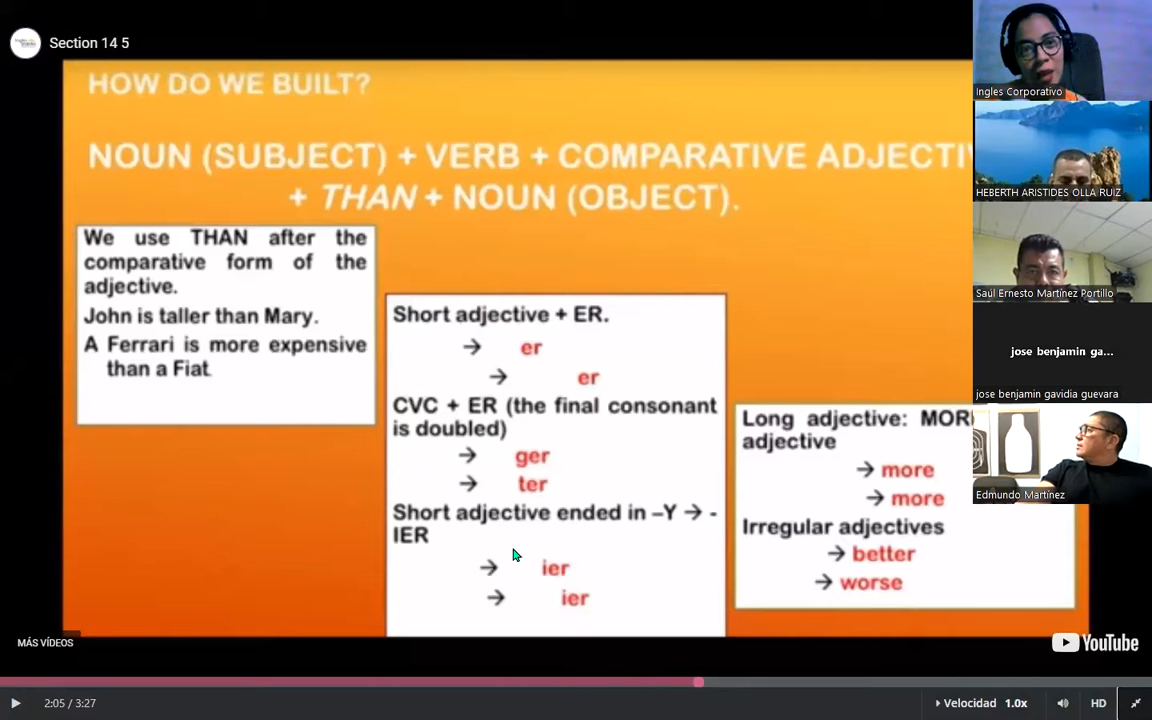 Section 14 5
HOW DO WE BUILT?
NOUN (SUBJECT) + VERB + COMPARATIVE ADJECTI
+ THAN + NOUN (OBJECT).
We use THAN after the
comparative form of the
adjective.
John is taller than Mary.
A Ferrari is more expensive
than a Fiat
Short adjective + ER.
→ er
→ er
CVC + ER (the final consonant
is doubled)
→ ger
→ ter
Short adjective ended in –Y → -
IER
→ ier
→ ier
Long adjective: MOR
adjective
→ more
→ more
Irregular adjectives
→ better
→ worse
Ingles Corporativo
HEBERTH ARISTIDES OLLA RUIZ
Saul Ernesto Martínez Portillo
jose benjamin ga...
jose benjamin gavidia guevara
Edmundo Martínez
MÁS VÍDEOS
YouTube
2:05 / 3:27
Velocidad 1.0x
HD